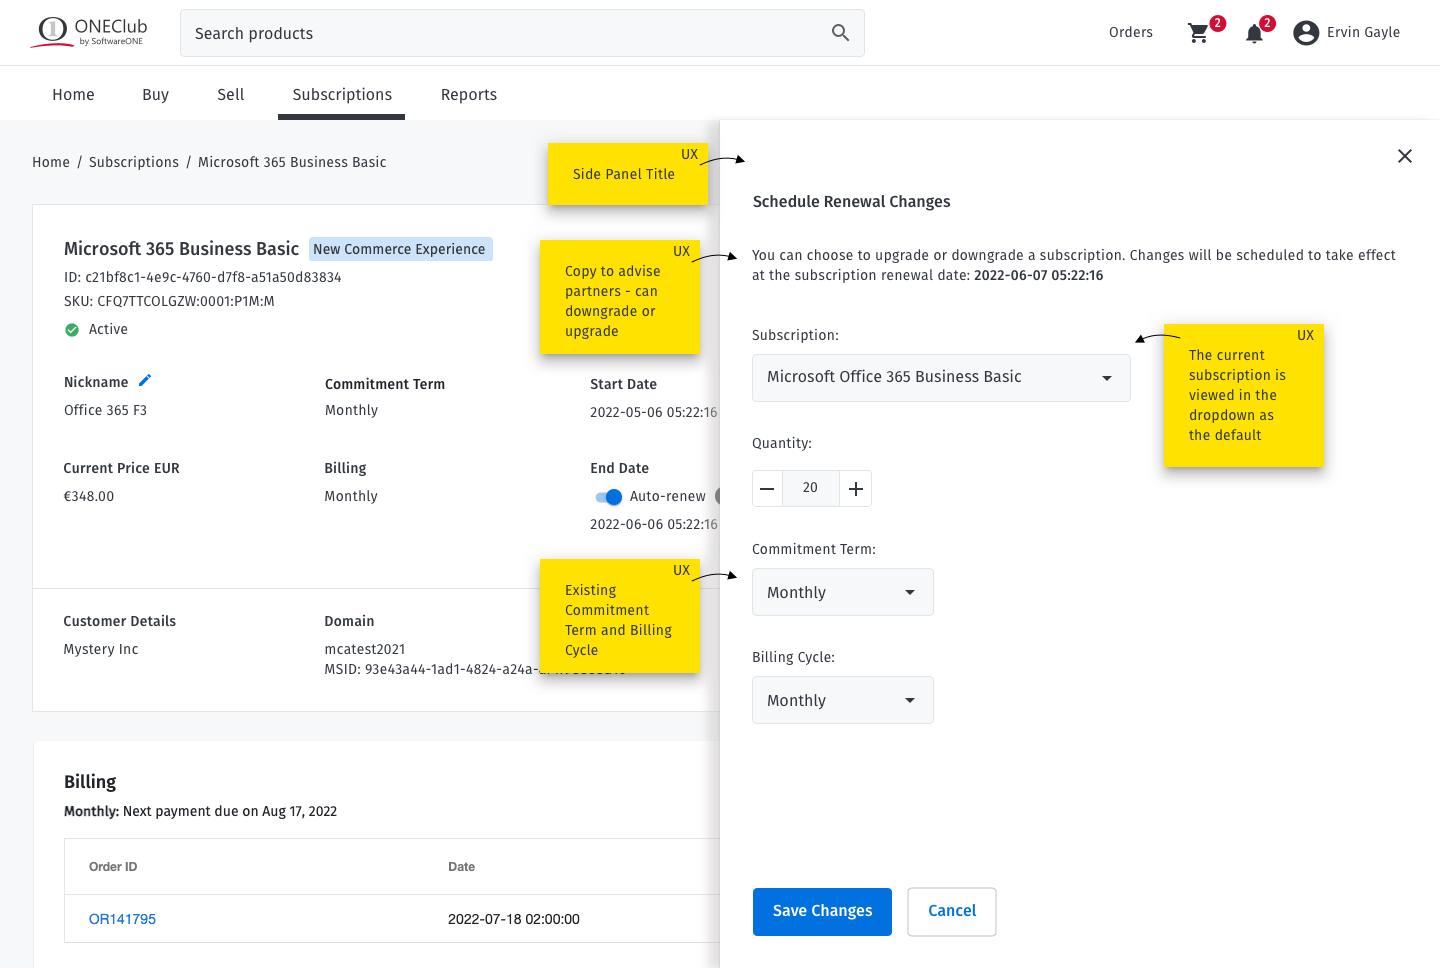 ONEClub
by SoftwareONE
Search products
Orders
2
2
Ervin Gayle
Home
Buy
Sell
Subscriptions
Reports
Home / Subscriptions / Microsoft 365 Business Basic
Microsoft 365 Business Basic
New Commerce Experience
ID: c21bf8c1-4e9c-4760-d7f8-a51a50d83834
SKU: CFQ7TTCOLGZW:0001:P1M:M
Active
Nickname
Office 365 F3
Commitment Term
Monthly
Start Date
2022-05-06 05:22:16
Current Price EUR
€348.00
Billing
Monthly
End Date
Auto-renew
2022-06-06 05:22:16
Customer Details
Mystery Inc
Domain
mcatest2021
MSID: 93e43a44-1ad1-4824-a24a-
Billing
Monthly: Next payment due on Aug 17, 2022
Order ID
Date
OR141795
2022-07-18 02:00:00
UX
Side Panel Title
UX
Copy to advise
partners - can
downgrade or
upgrade
UX
Existing
Commitment
Term and Billing
Cycle
Schedule Renewal Changes
You can choose to upgrade or downgrade a subscription. Changes will be scheduled to take effect
at the subscription renewal date: 2022-06-07 05:22:16
Subscription:
Microsoft Office 365 Business Basic
UX
The current
subscription is
viewed in the
dropdown as
the default
Quantity:
20
Commitment Term:
Monthly
Billing Cycle:
Monthly
Save Changes
Cancel